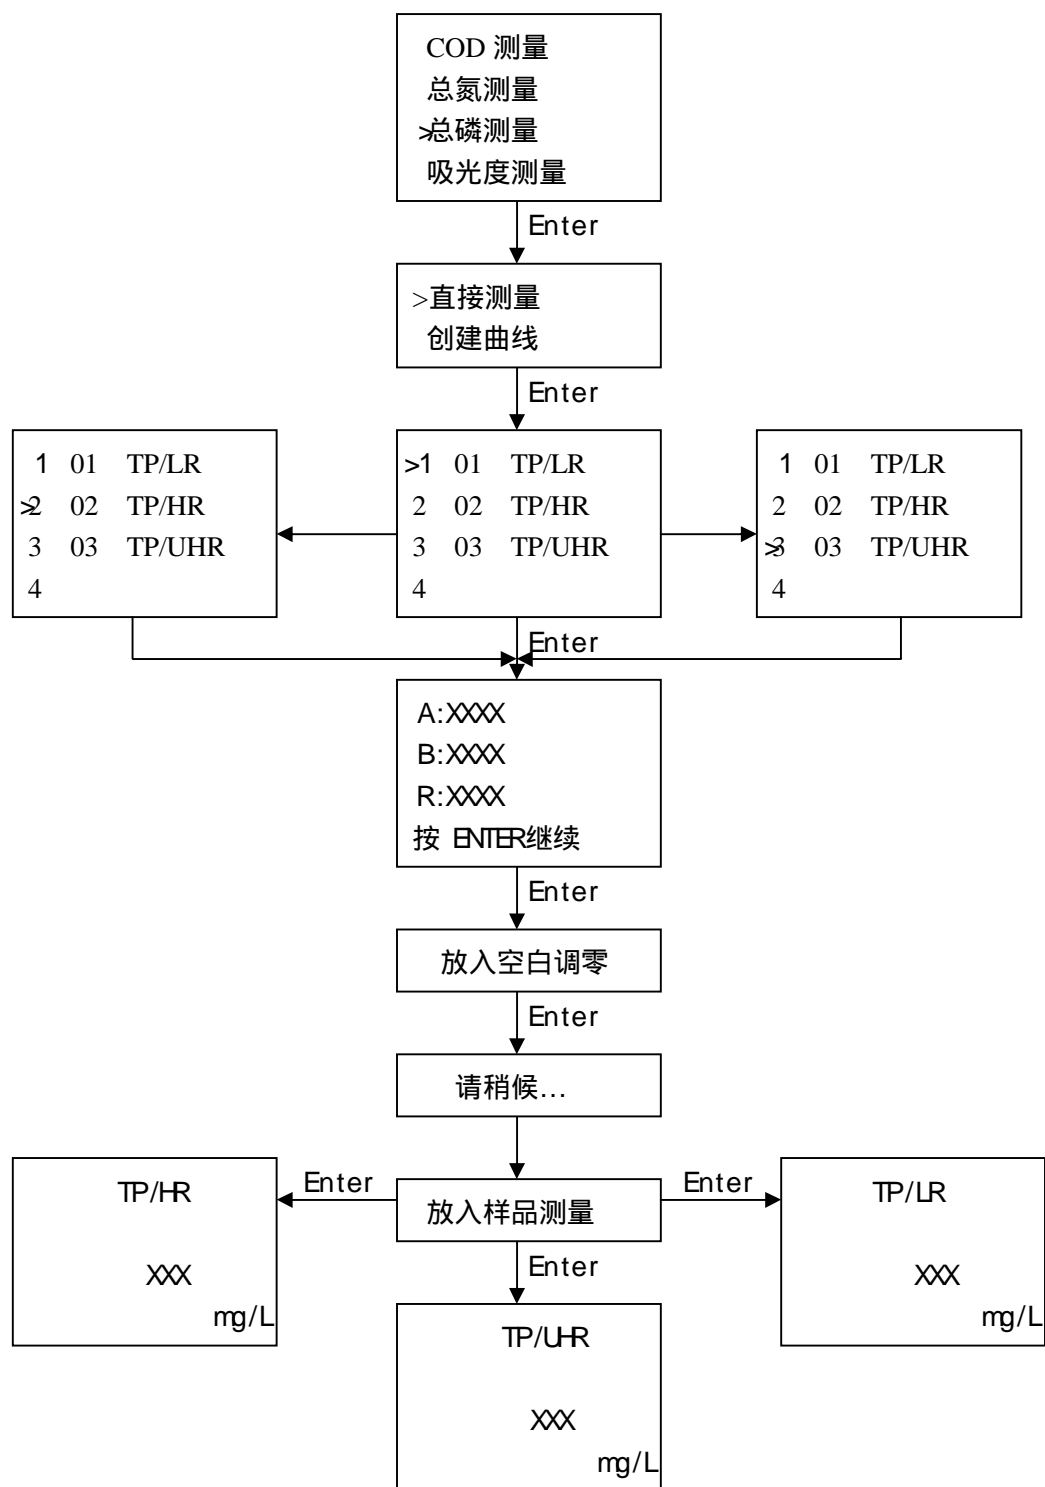 COD 测量
总氮测量
>总磷测量
吸光度测量
Enter
>直接测量
创建曲线
Enter
1 01 TP/LR
>2 02 TP/HR
3 03 TP/UHR
4
>1 01 TP/LR
2 02 TP/HR
3 03 TP/UHR
4
1 01 TP/LR
2 02 TP/HR
>3 03 TP/UHR
4
Enter
A:XXXX
B:XXXX
R:XXXX
按 ENTER继续
Enter
放入空白调零
Enter
请稍候…
TP/HR
XXX
mg/L
Enter
放入样品测量
Enter
TP/LR
XXX
mg/L
Enter
TP/UHR
XXX
mg/L